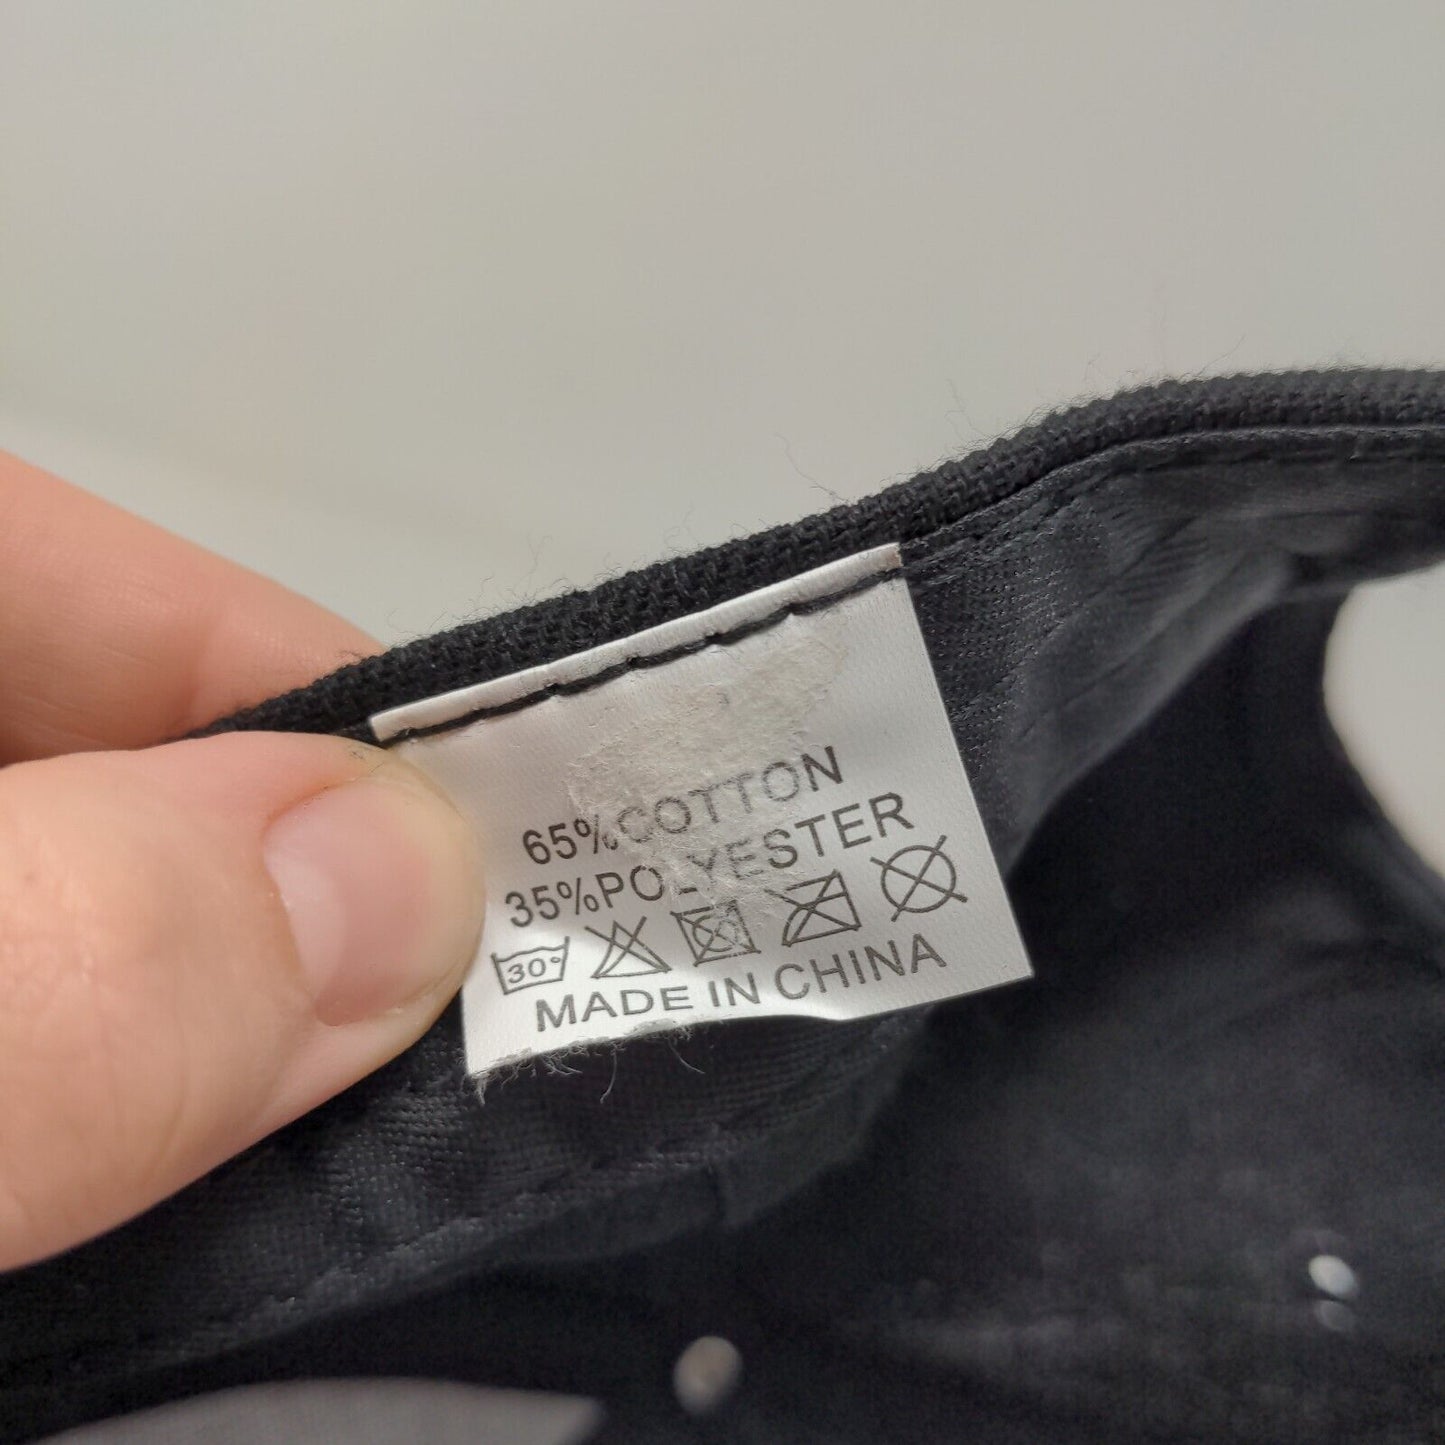 65%COTTON
35%POLYESTER
30°
MADE IN CHINA